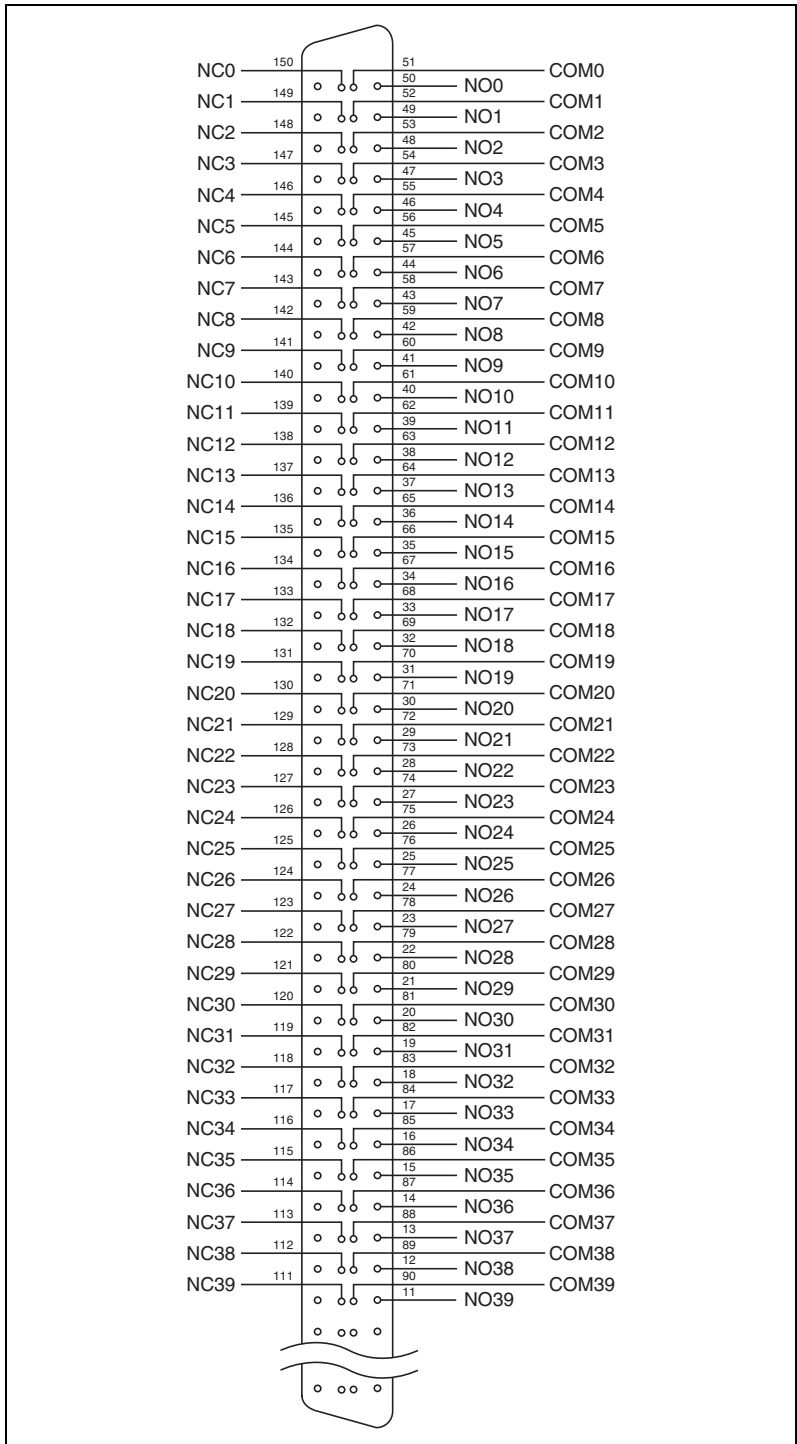 NC0 150 51 COM0
50 NO0
NC1 149 52 COM1
49 NO1
NC2 148 53 COM2
48 NO2
NC3 147 54 COM3
47 NO3
NC4 146 55 COM4
46 NO4
NC5 145 56 COM5
45 NO5
NC6 144 57 COM6
44 NO6
NC7 143 58 COM7
43 NO7
NC8 142 59 COM8
42 NO8
NC9 141 60 COM9
41 NO9
NC10 140 61 COM10
40 NO10
NC11 139 62 COM11
39 NO11
NC12 138 63 COM12
38 NO12
NC13 137 64 COM13
37 NO13
NC14 136 65 COM14
36 NO14
NC15 135 66 COM15
35 NO15
NC16 134 67 COM16
34 NO16
NC17 133 68 COM17
33 NO17
NC18 132 69 COM18
32 NO18
NC19 131 70 COM19
31 NO19
NC20 130 71 COM20
30 NO20
NC21 129 72 COM21
29 NO21
NC22 128 73 COM22
28 NO22
NC23 127 74 COM23
27 NO23
NC24 126 75 COM24
26 NO24
NC25 125 76 COM25
25 NO25
NC26 124 77 COM26
24 NO26
NC27 123 78 COM27
23 NO27
NC28 122 79 COM28
22 NO28
NC29 121 80 COM29
21 NO29
NC30 120 81 COM30
20 NO30
NC31 119 82 COM31
19 NO31
NC32 118 83 COM32
18 NO32
NC33 117 84 COM33
17 NO33
NC34 116 85 COM34
16 NO34
NC35 115 86 COM35
15 NO35
NC36 114 87 COM36
14 NO36
NC37 113 88 COM37
13 NO37
NC38 112 89 COM38
12 NO38
NC39 111 90 COM39
11 NO39